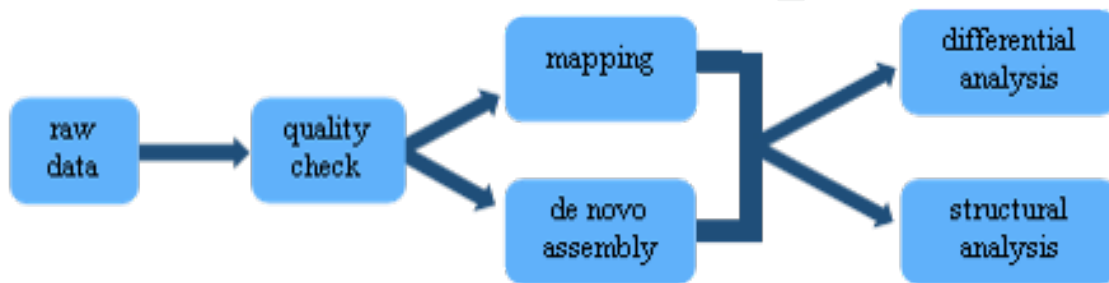 raw
data
quality
check
mapping
de novo
assembly
differential
analysis
structural
analysis